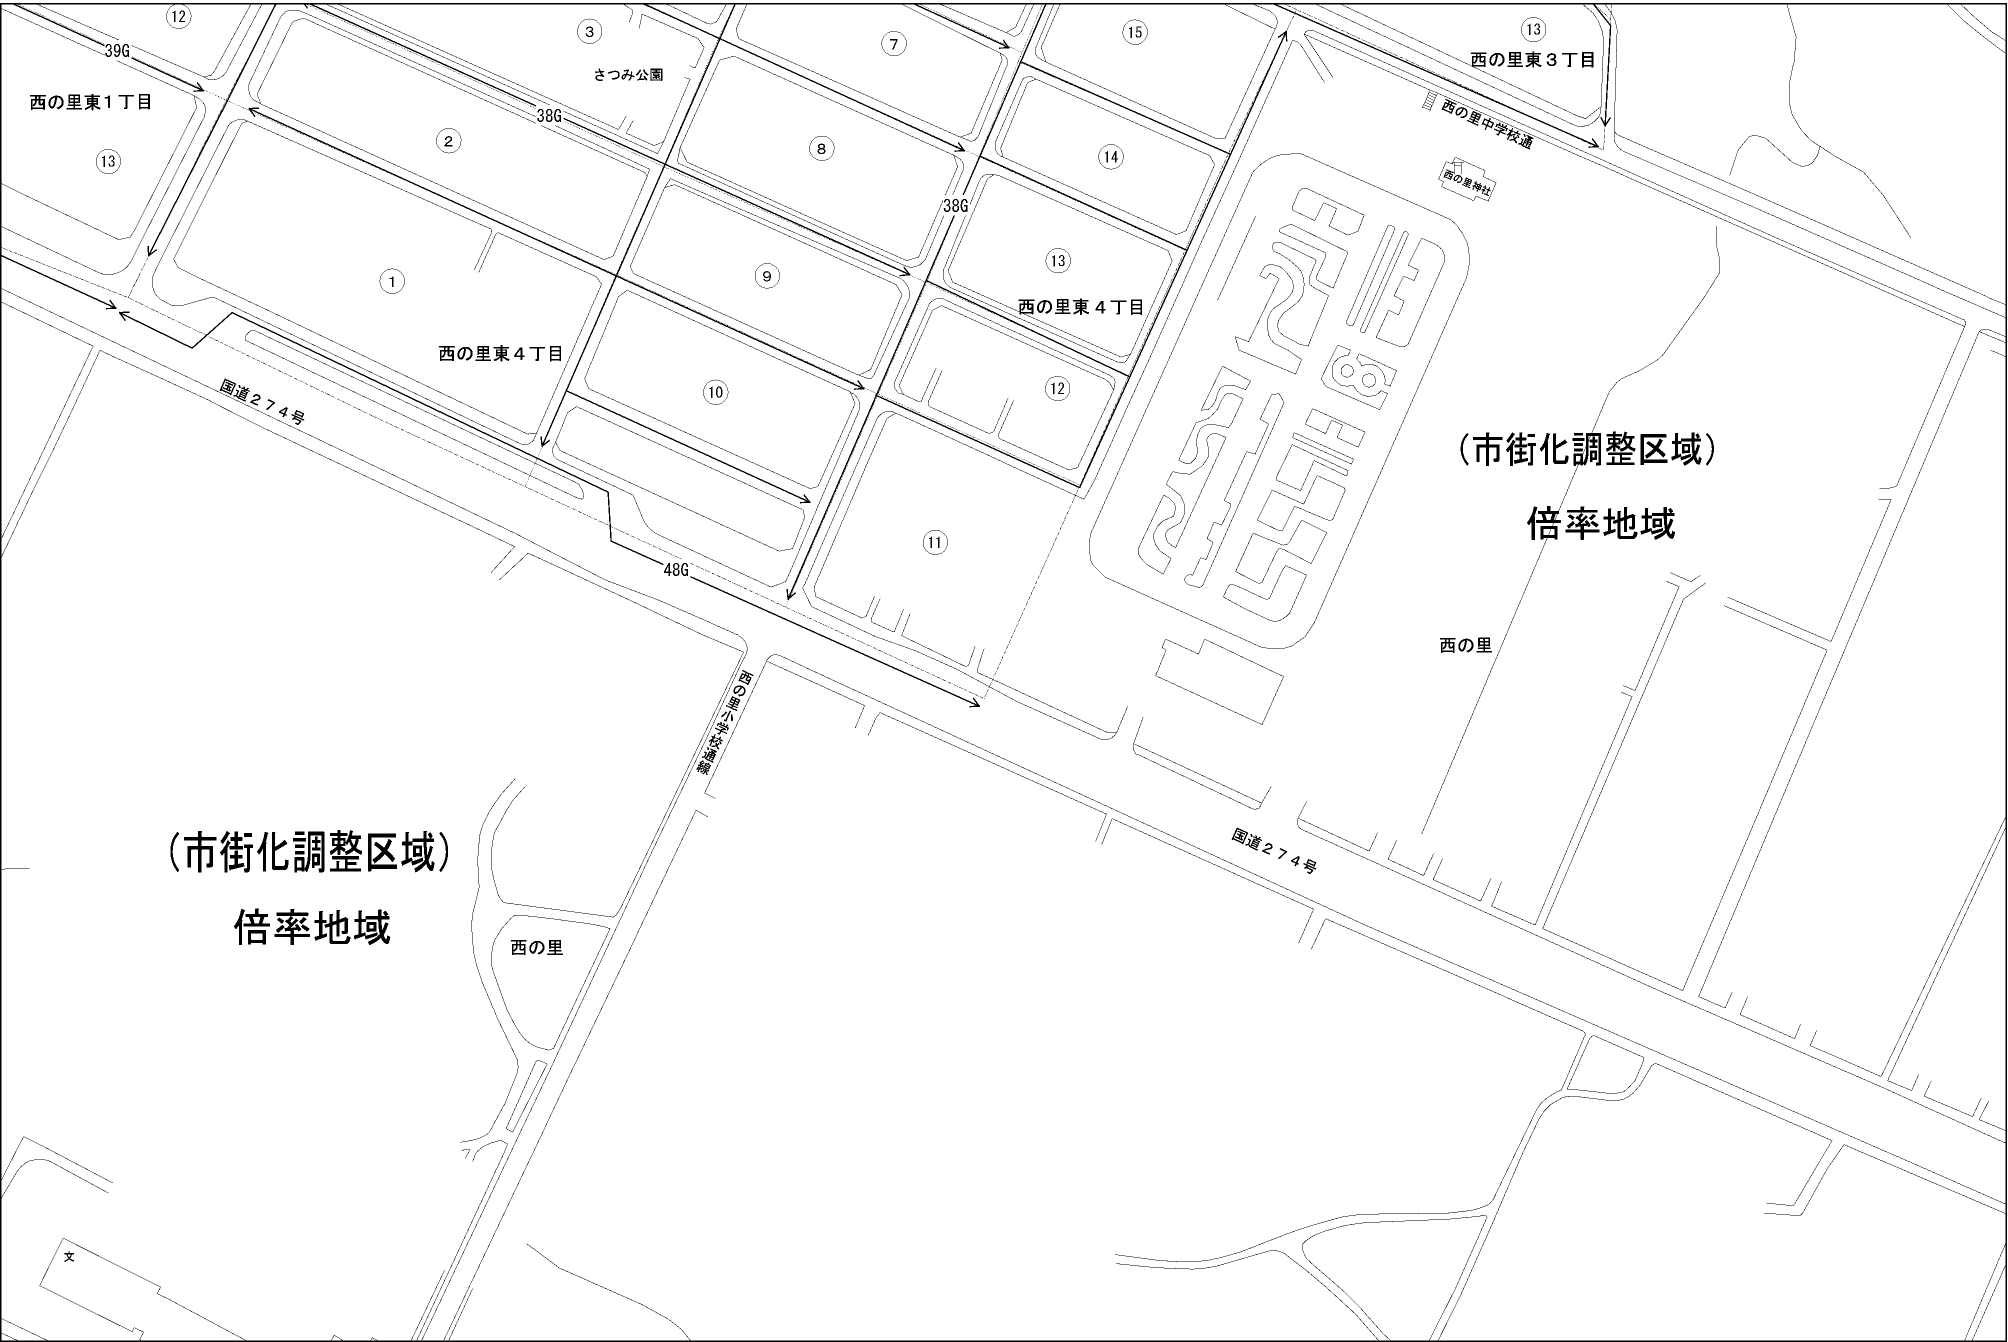 ⑫
③
⑦
⑮
⑬
39G
さつみ公園
西の里東３丁目
西の里東１丁目
38G
西の里中学校通
⑬
②
⑧
⑭
西の里神社
38G
①
⑨
⑬
西の里東４丁目
西の里東４丁目
国道２７４号
⑩
⑫
（市街化調整区域）
倍率地域
⑪
48G
西の里
西の里小学校通線
国道２７４号
（市街化調整区域）
倍率地域
西の里
文